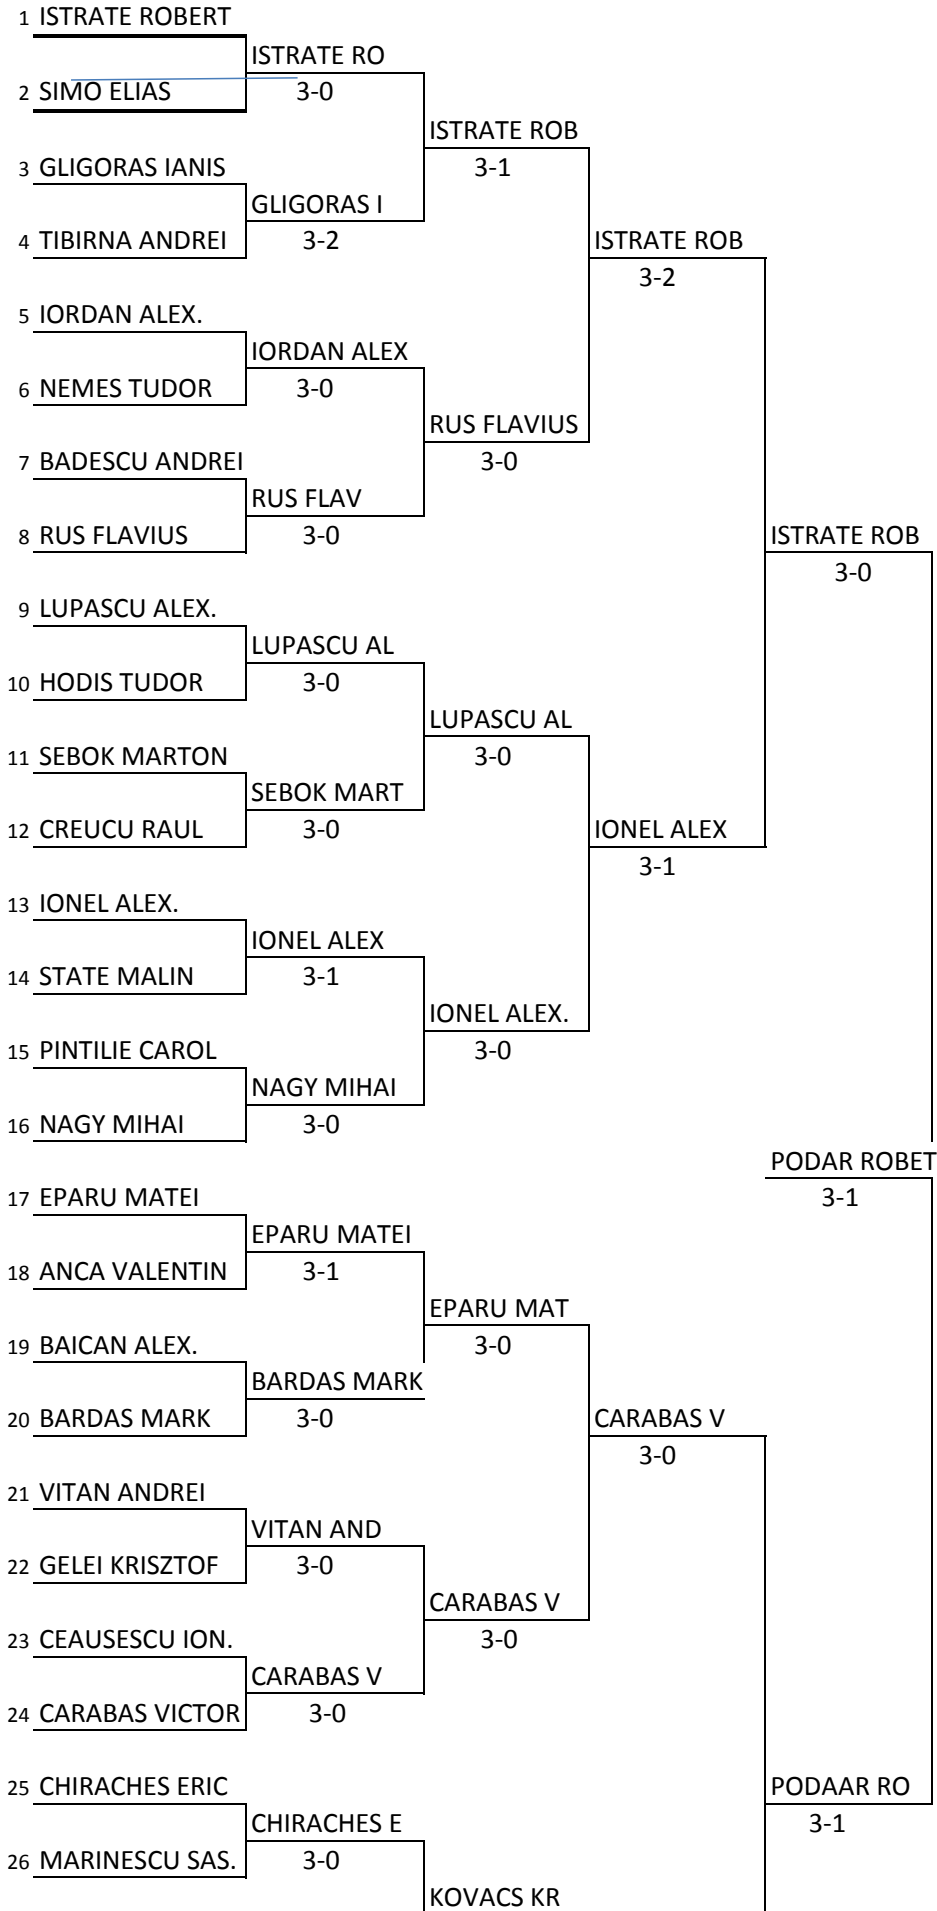 1 ISTRATE ROBERT
ISTRATE RO
2 SIMO ELIAS
3-0
ISTRATE ROB
3 GLIGORAS IANIS
3-1
GLIGORAS I
4 TIBIRNA ANDREI
3-2
ISTRATE ROB
3-2
5 IORDAN ALEX.
IORDAN ALEX
6 NEMES TUDOR
3-0
RUS FLAVIUS
7 BADESCU ANDREI
3-0
RUS FLAV
8 RUS FLAVIUS
3-0
ISTRATE ROB
3-0
9 LUPASCU ALEX.
LUPASCU AL
10 HODIS TUDOR
3-0
LUPASCU AL
11 SEBOK MARTON
3-0
SEBOK MART
12 CREUCU RAUL
3-0
IONEL ALEX
3-1
13 IONEL ALEX.
IONEL ALEX
14 STATE MALIN
3-1
IONEL ALEX.
15 PINTILIE CAROL
3-0
NAGY MIHAI
16 NAGY MIHAI
3-0
PODAR ROBET
17 EPARU MATEI
3-1
EPARU MATEI
18 ANCA VALENTIN
3-1
EPARU MAT
19 BAICAN ALEX.
3-0
BARDAS MARK
20 BARDAS MARK
3-0
CARABAS V
3-0
21 VITAN ANDREI
VITAN AND
22 GELEI KRISZTOF
3-0
CARABAS V
23 CEAUSESCU ION.
3-0
CARABAS V
24 CARABAS VICTOR
3-0
25 CHIRACHES ERIC
PODAAR RO
CHIRACHES E
3-1
26 MARINESCU SAS.
3-0
KOVACS KR